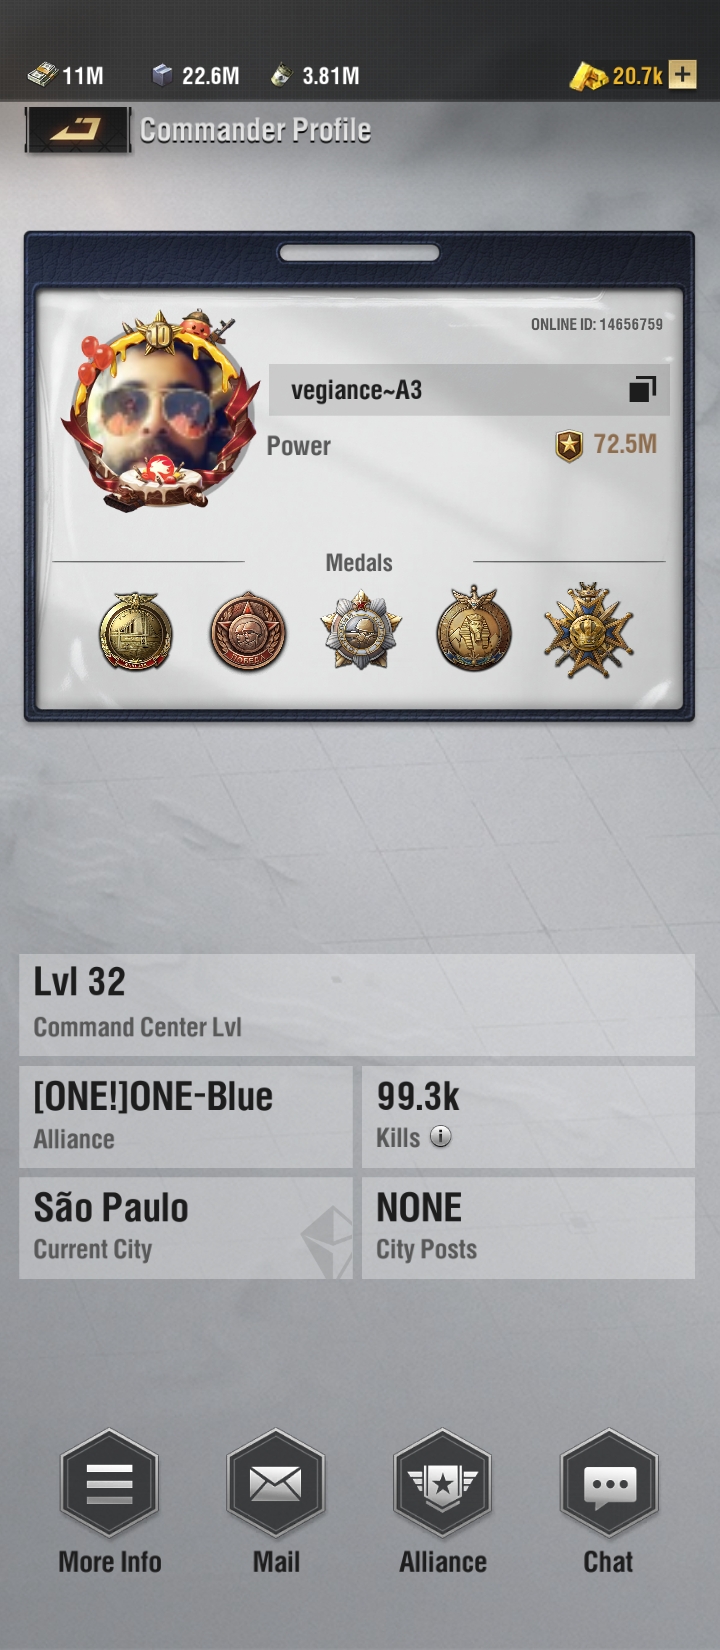 11M 22.6M 3.81M 20.7k +
Commander Profile
10
ONLINE ID: 14656759
vegiance~A3
Power 72.5M
Medals
ПОБЕДА
Lvl 32
Command Center Lvl
[ONE!]ONE-Blue 99.3k
Alliance Kills i
São Paulo NONE
Current City City Posts
More Info Mail Alliance Chat